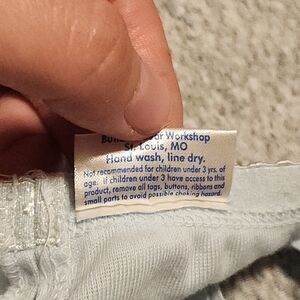 Workshop
St. Louis, MO
Hand wash, line dry.
Not recommended for children under 3 yrs. of
age. If children under 3 have access to this
product, remove all tags, buttons, ribbons and
small parts to avoid possible choking hazard.